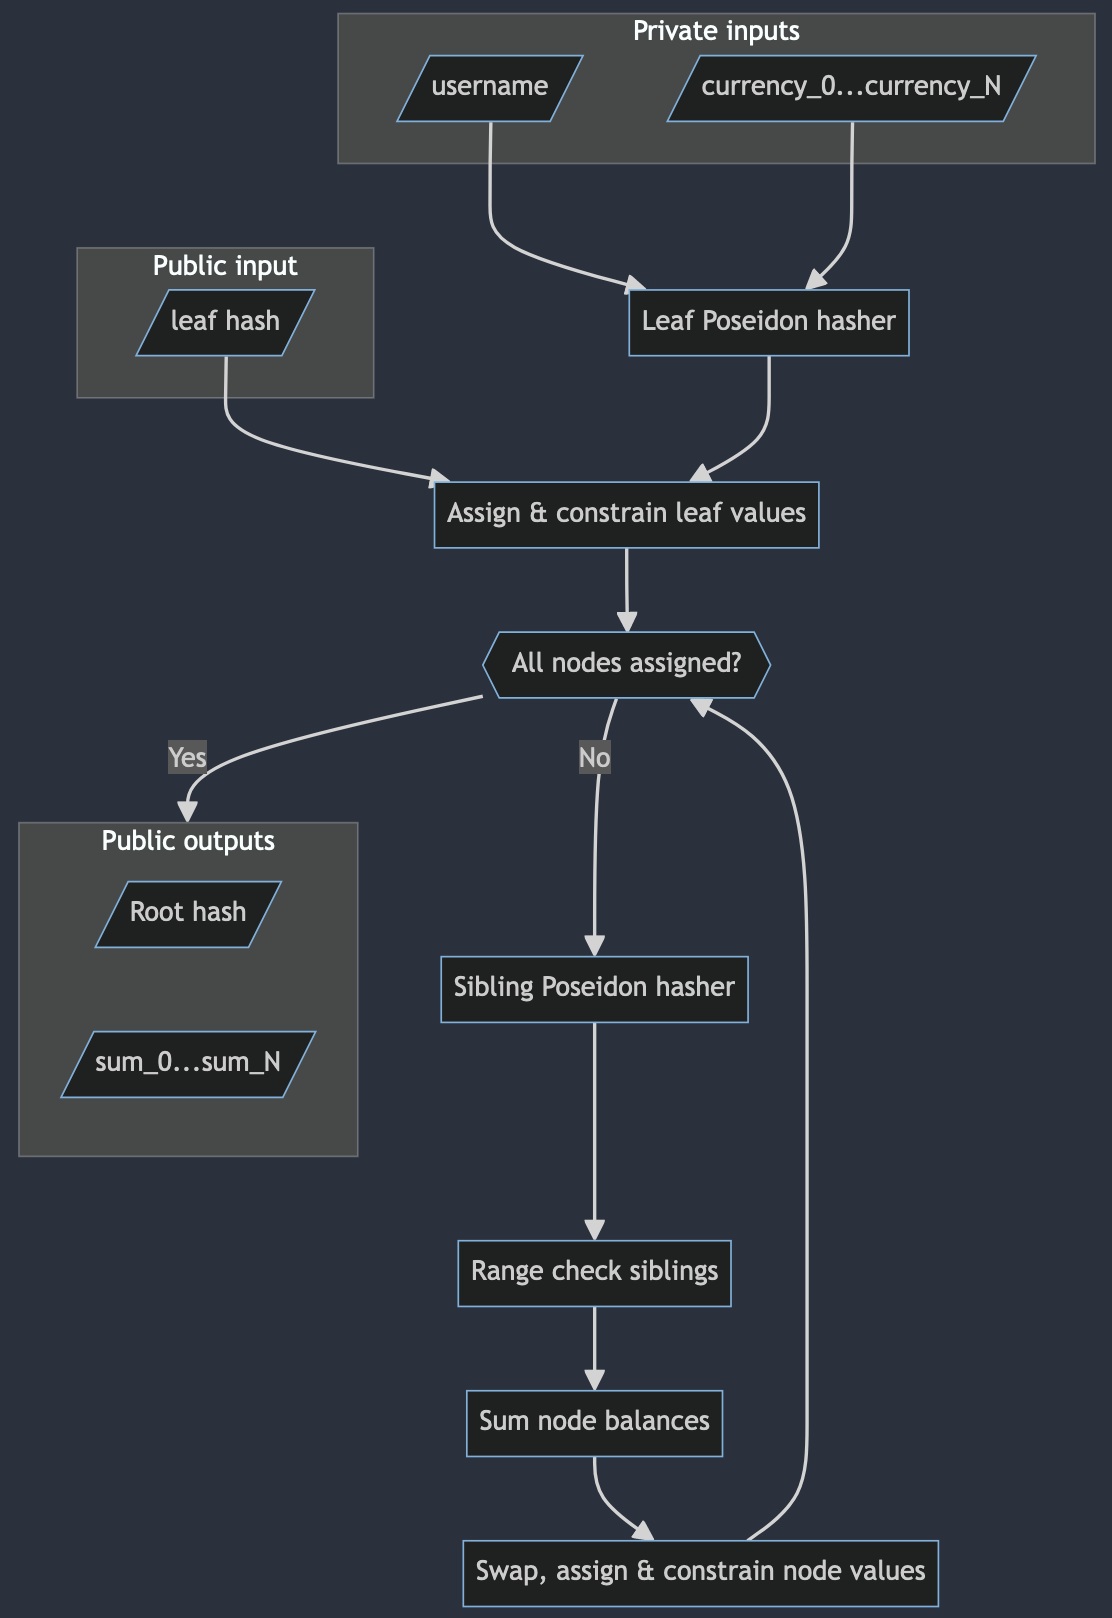 Private inputs
username
currency_0...currency_N
Public input
leaf hash
Leaf Poseidon hasher
Assign & constrain leaf values
All nodes assigned?
Yes
No
Public outputs
Root hash
sum_0...sum_N
Sibling Poseidon hasher
Range check siblings
Sum node balances
Swap, assign & constrain node values